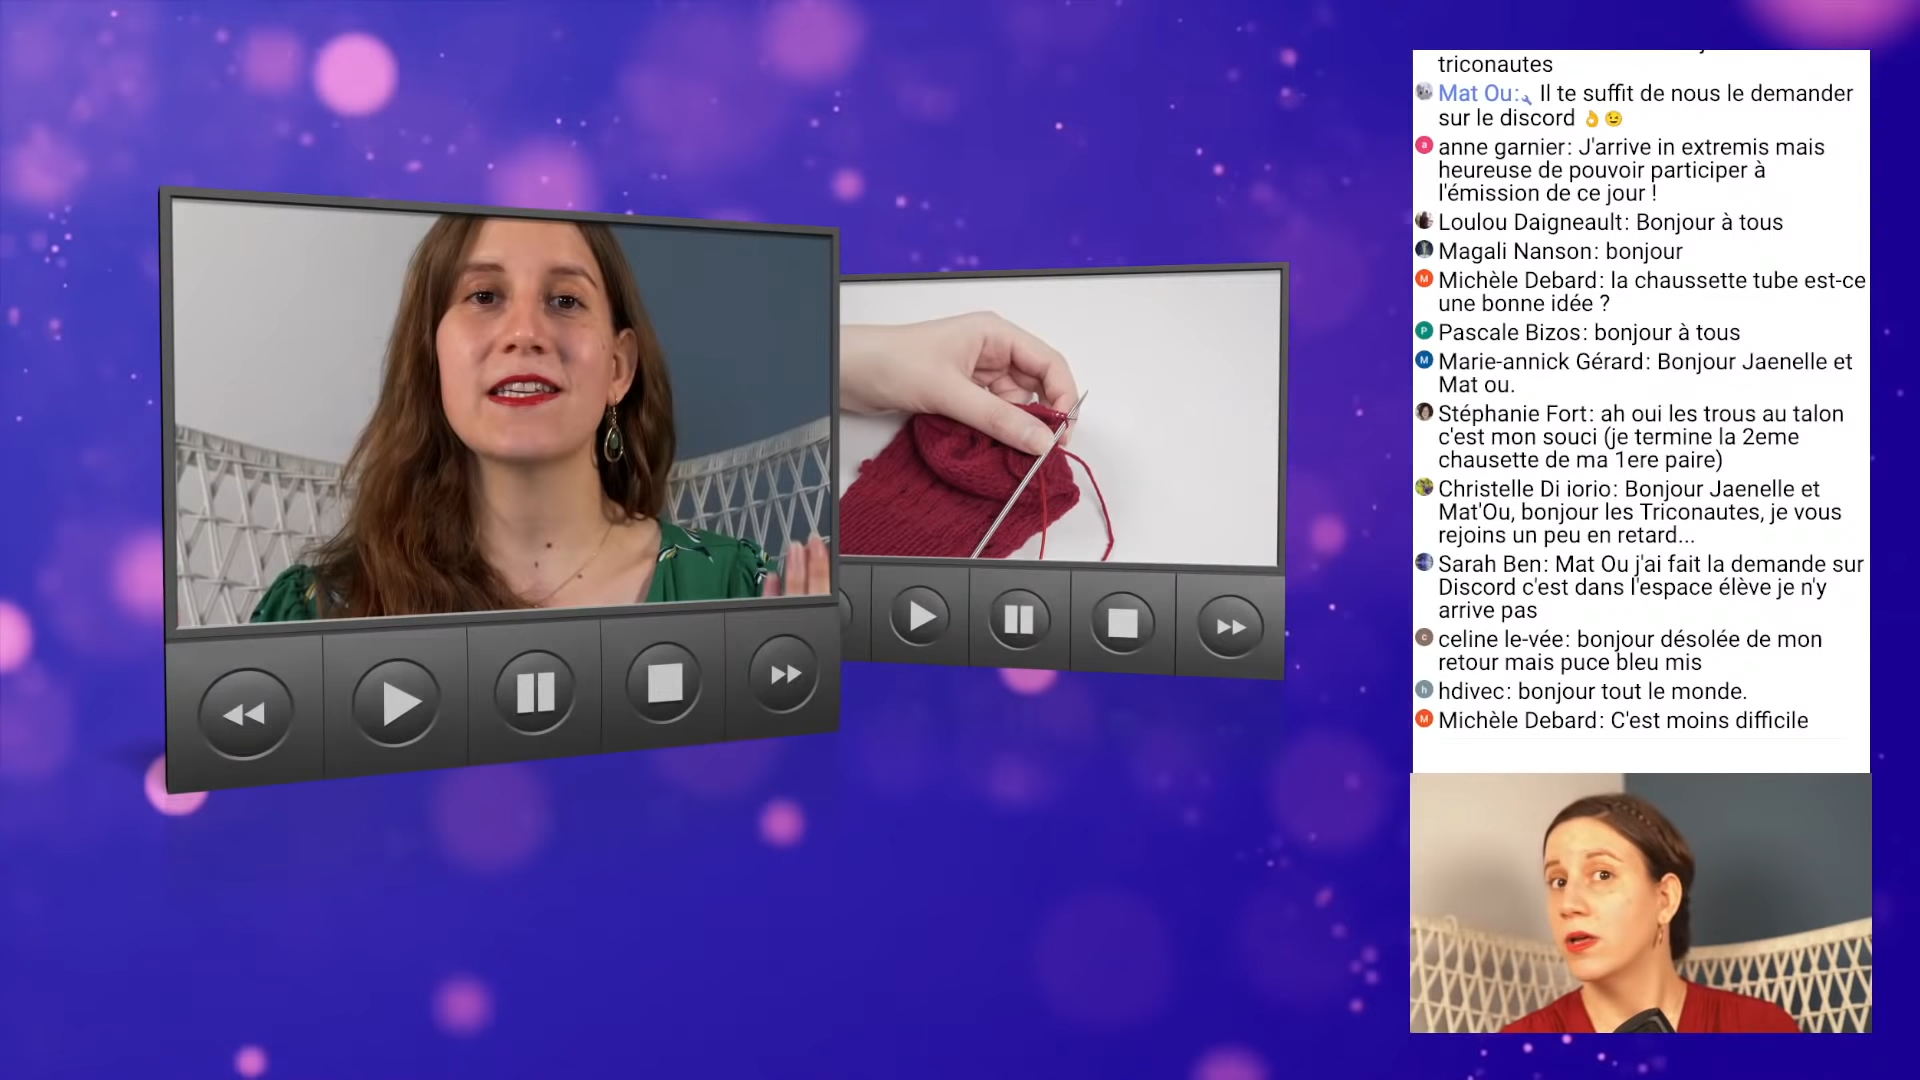 triconautes
Mat Ou: Il te suffit de nous le demander
sur le discord 👌😉
anne garnier: J'arrive in extremis mais
heureuse de pouvoir participer à
l'émission de ce jour !
Loulou Daigneault: Bonjour à tous
Magali Nanson: bonjour
Michèle Debard: la chaussette tube est-ce
une bonne idée ?
Pascale Bizos: bonjour à tous
Marie-annick Gérard: Bonjour Jaenelle et
Mat ou.
Stéphanie Fort: ah oui les trous au talon
c'est mon souci (je termine la 2eme
chausette de ma 1ere paire)
Christelle Di iorio: Bonjour Jaenelle et
Mat'Ou, bonjour les Triconautes, je vous
rejoins un peu en retard...
Sarah Ben: Mat Ou j'ai fait la demande sur
Discord c'est dans l'espace élève je n'y
arrive pas
celine le-vée: bonjour désolée de mon
retour mais puce bleu mis
hdivec: bonjour tout le monde.
Michèle Debard: C'est moins difficile